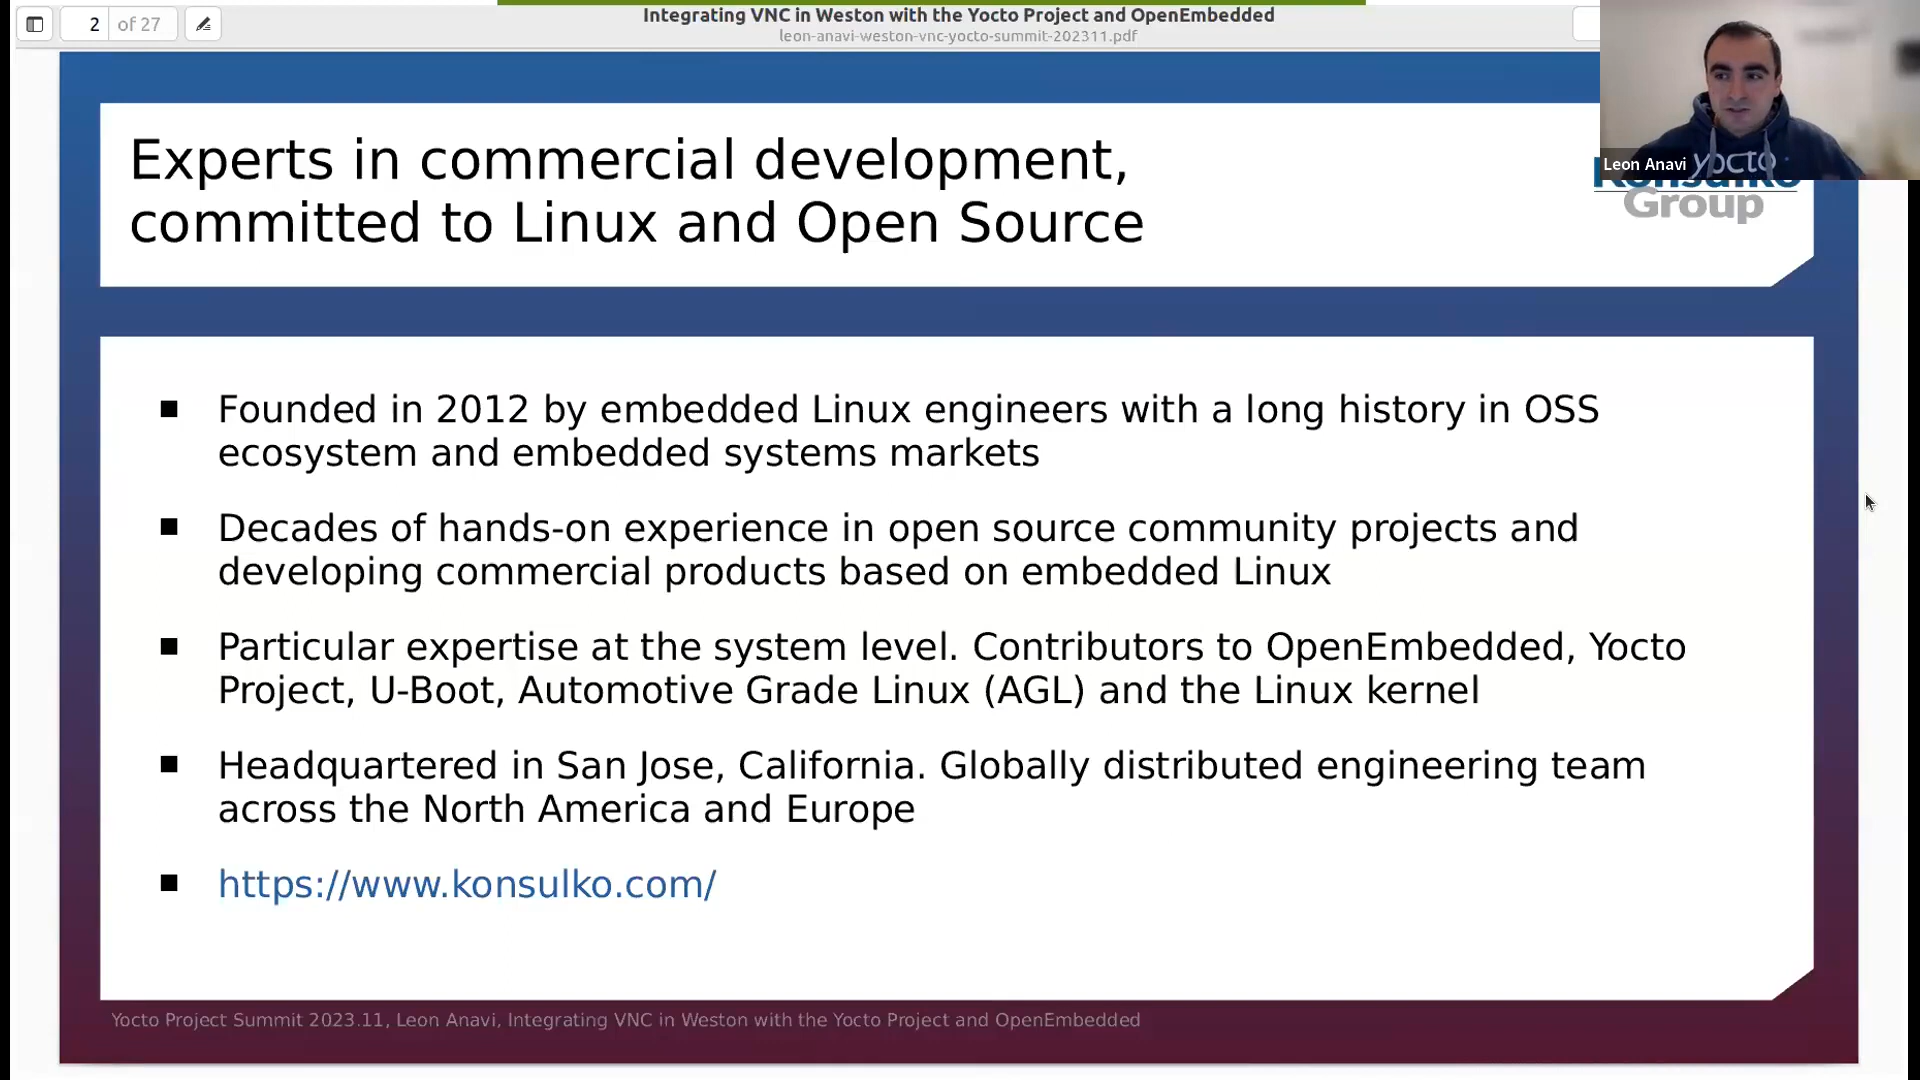 2 of 27
Integrating VNC in Weston with the Yocto Project and OpenEmbedded
leon-anavi-weston-vnc-yocto-summit-202311.pdf
Leon Anavi
yocto
Experts in commercial development,
committed to Linux and Open Source
Konsulko
Group
■ Founded in 2012 by embedded Linux engineers with a long history in OSS
ecosystem and embedded systems markets
■ Decades of hands-on experience in open source community projects and
developing commercial products based on embedded Linux
■ Particular expertise at the system level. Contributors to OpenEmbedded, Yocto
Project, U-Boot, Automotive Grade Linux (AGL) and the Linux kernel
■ Headquartered in San Jose, California. Globally distributed engineering team
across the North America and Europe
■ https://www.konsulko.com/
Yocto Project Summit 2023.11, Leon Anavi, Integrating VNC in Weston with the Yocto Project and OpenEmbedded